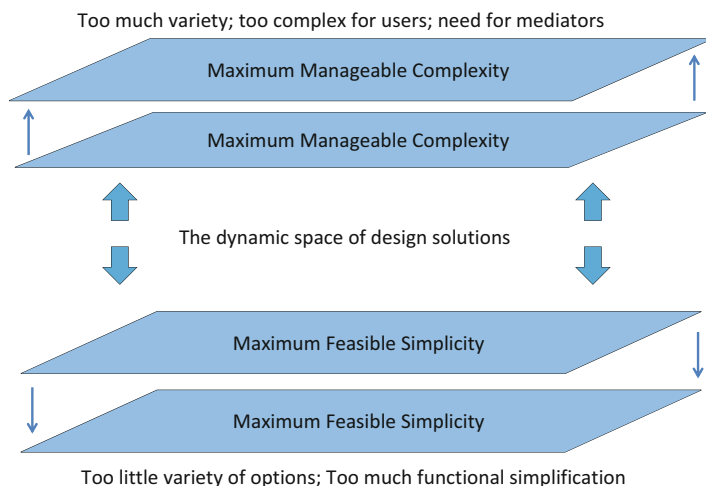 Too much variety; too complex for users; need for mediators
Maximum Manageable Complexity
Maximum Manageable Complexity
The dynamic space of design solutions
Maximum Feasible Simplicity
Maximum Feasible Simplicity
Too little variety of options; Too much functional simplification